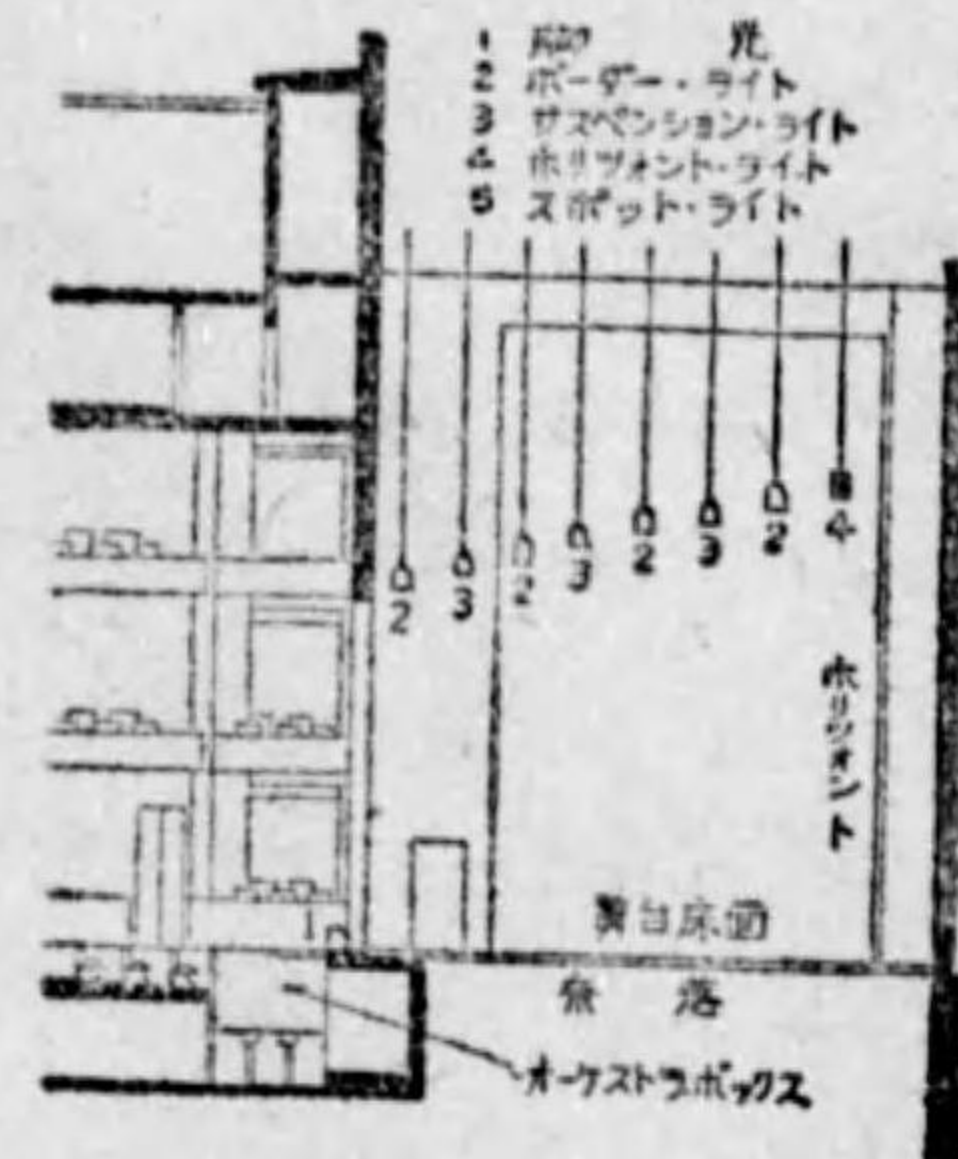 1 脚光
2 ボーダー・ライト
3 サスペンション・ライト
4 ホリゾォント・ライト
5 スポット・ライト
2
3
2
3
2
3
2
4
ホリゾォント
舞台床面
奈落
オーケストラボックス